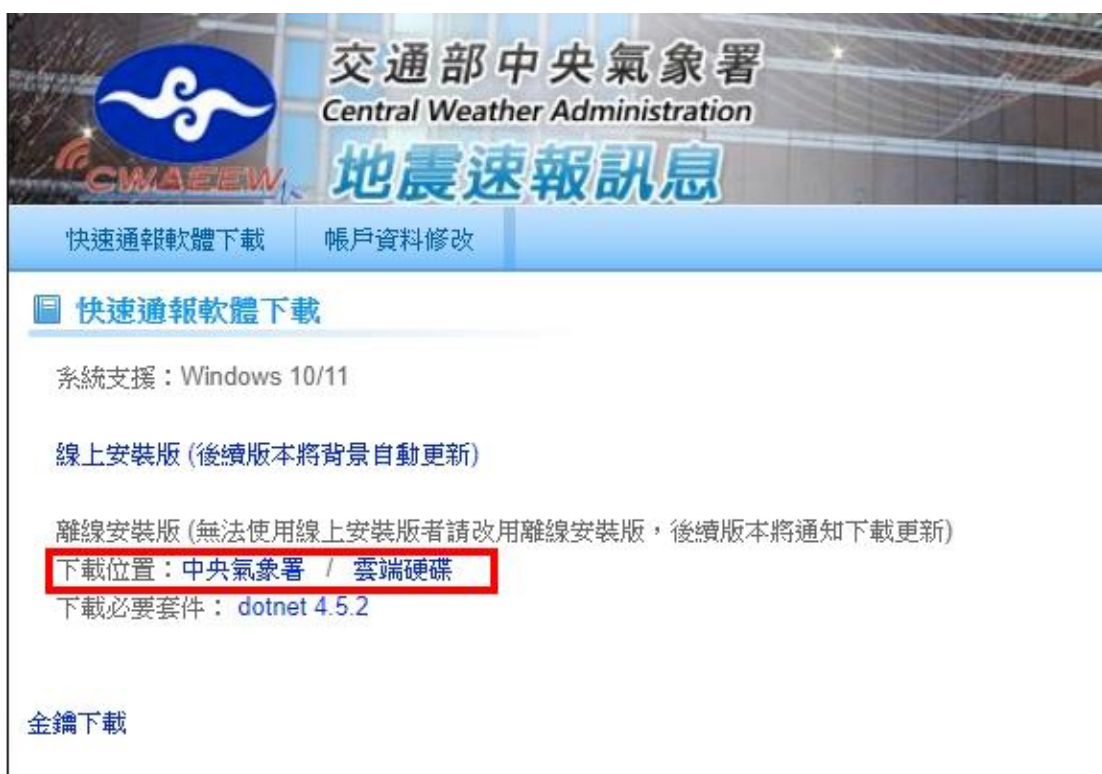 交通部中央氣象署
Central Weather Administration
CWAEEW
地震速報訊息
快速通報軟體下載
帳戶資料修改
快速通報軟體下載
系統支援：Windows 10/11
線上安裝版 (後續版本將背景自動更新)
離線安裝版 (無法使用線上安裝版者請改用離線安裝版，後續版本將通知下載更新)
下載位置：中央氣象署 / 雲端硬碟
下載必要套件： dotnet 4.5.2
金鑰下載